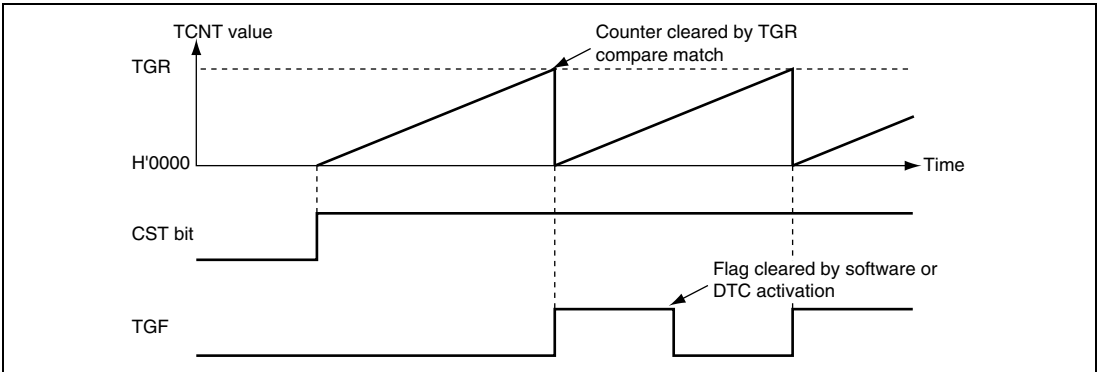 TCNT value
Counter cleared by TGR
compare match
TGR
H'0000
Time
CST bit
Flag cleared by software or
DTC activation
TGF